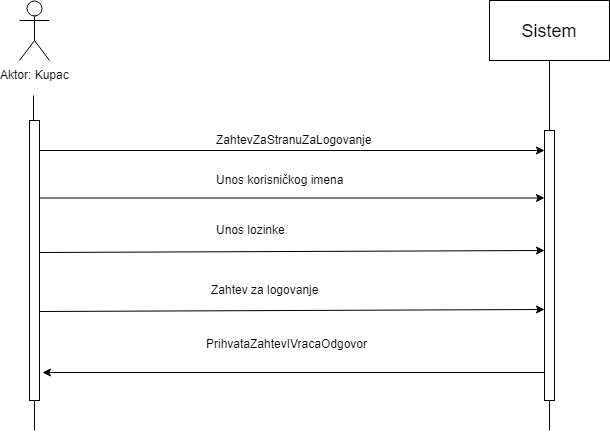 Sistem
Aktor: Kupac
ZahtevZaStranuZaLogovanje
Unos korisničkog imena
Unos lozinke
Zahtev za logovanje
PrihvataZahtevIVracaOdgovor